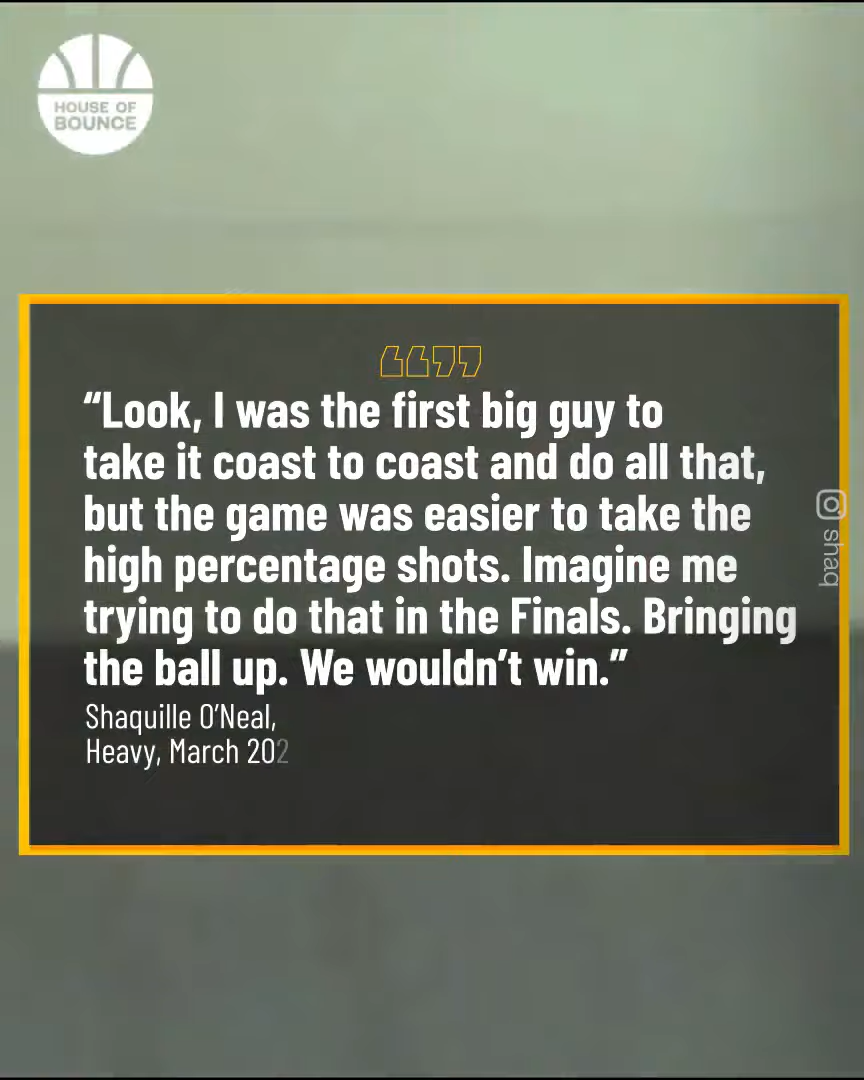 HOUSE OF
BOUNCE
“Look, I was the first big guy to
take it coast to coast and do all that,
but the game was easier to take the
high percentage shots. Imagine me
trying to do that in the Finals. Bringing
the ball up. We wouldn’t win.”
Shaquille O’Neal,
Heavy, March 202
shaq